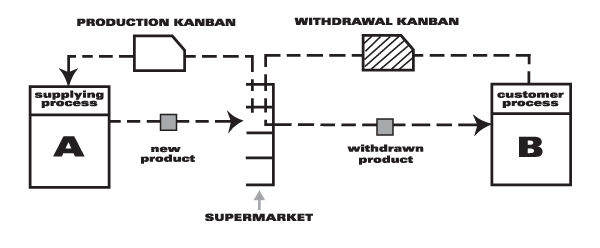 PRODUCTION KANBAN
WITHDRAWAL KANBAN
supplying
process
A
new
product
withdrawn
product
customer
process
B
SUPERMARKET